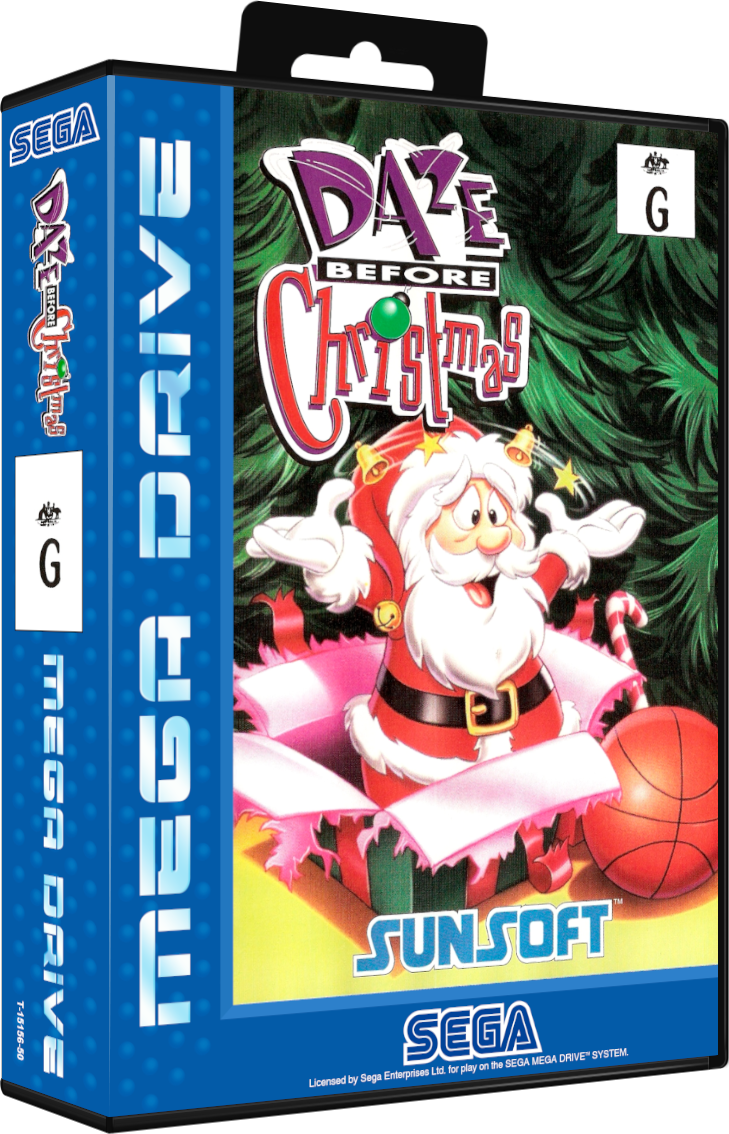 SEGA
DAZE
BEFORE
Christmas
G
MEGA DRIVE
T-15156-50
MEGA DRIVE
DAZE
BEFORE
Christmas
G
SUNSOFT™
SEGA
Licensed by Sega Enterprises Ltd. for play on the SEGA MEGA DRIVE™ SYSTEM.